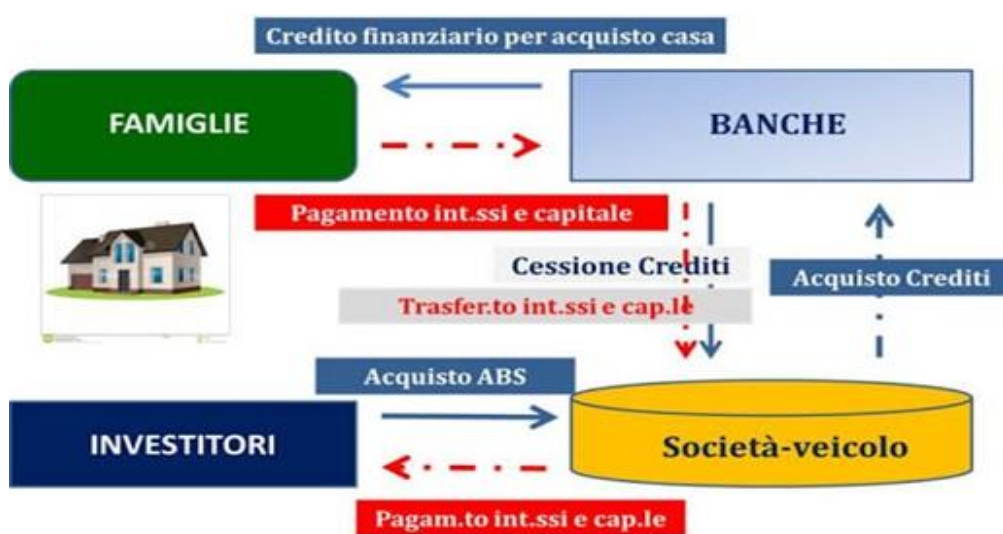 Credito finanziario per acquisto casa
FAMIGLIE
BANCHE
Pagamento int.ssi e capitale
Cessione Crediti
Acquisto Crediti
Trasfer.to int.ssi e cap.le
Acquisto ABS
INVESTITORI
Società-veicolo
Pagam.to int.ssi e cap.le